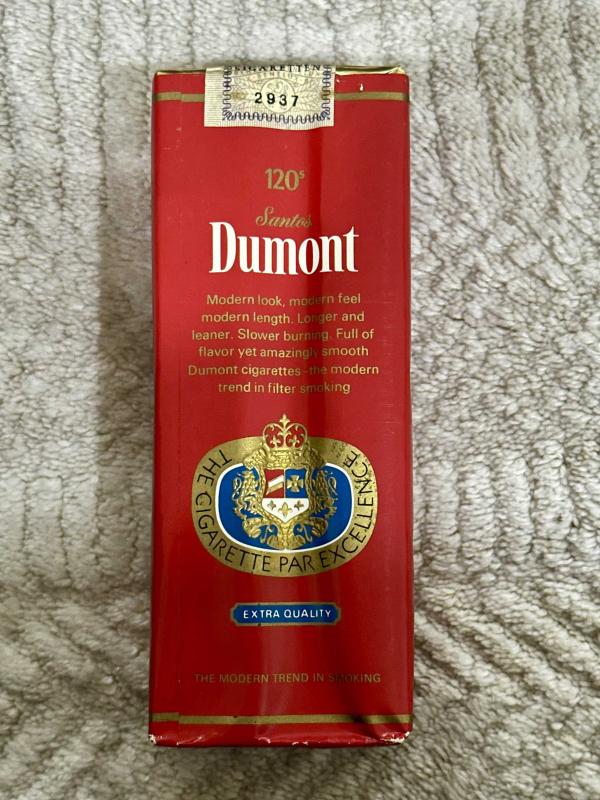 CIGARETTEN
2937
120s
Santos
Dumont
Modern look, modern feel
modern length. Longer and
leaner. Slower burning. Full of
flavor yet amazingly smooth
Dumont cigarettes-the modern
trend in filter smoking
THE CIGARETTE PAR EXCELLENCE
EXTRA QUALITY
THE MODERN TREND IN SMOKING